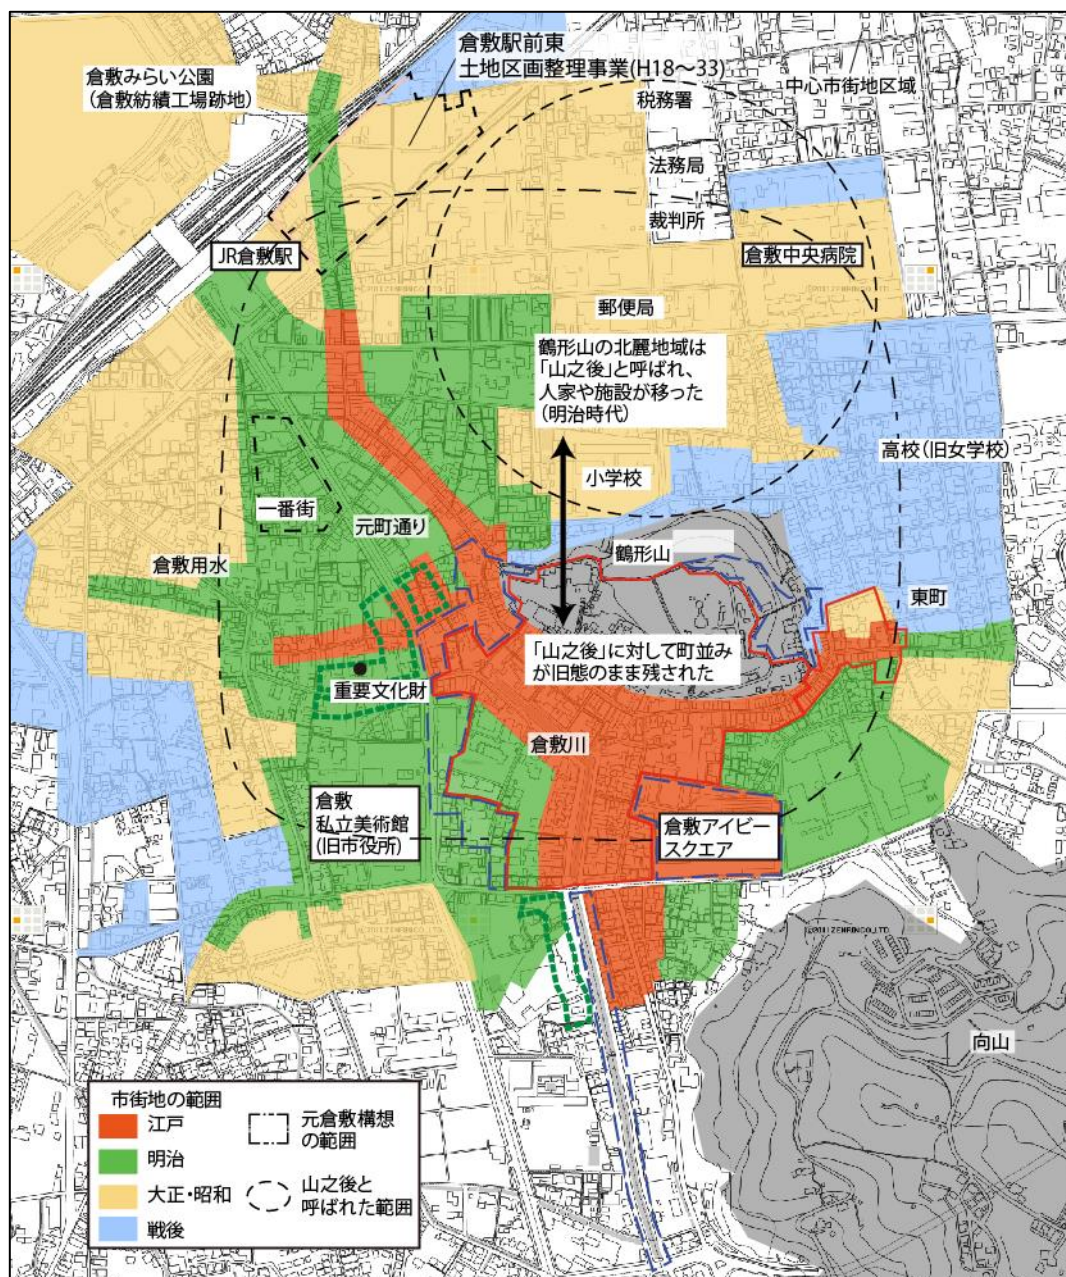 倉敷駅前東
土地区画整理事業(H18～33)
倉敷みらい公園
(倉敷紡績工場跡地)
中心市街地区域
税務署
法務局
裁判所
JR倉敷駅
倉敷中央病院
郵便局
鶴形山の北麗地域は
「山之後」と呼ばれ、
人家や施設が移った
(明治時代)
高校(旧女学校)
小学校
一番街
元町通り
鶴形山
倉敷用水
東町
「山之後」に対して町並み
が旧態のまま残された
重要文化財
倉敷川
倉敷
私立美術館
(旧市役所)
倉敷アイビー
スクエア
©2011ZENRINCO.,LTD
向山
市街地の範囲
江戸
明治
大正・昭和
戦後
元倉敷構想
の範囲
山之後と
呼ばれた範囲